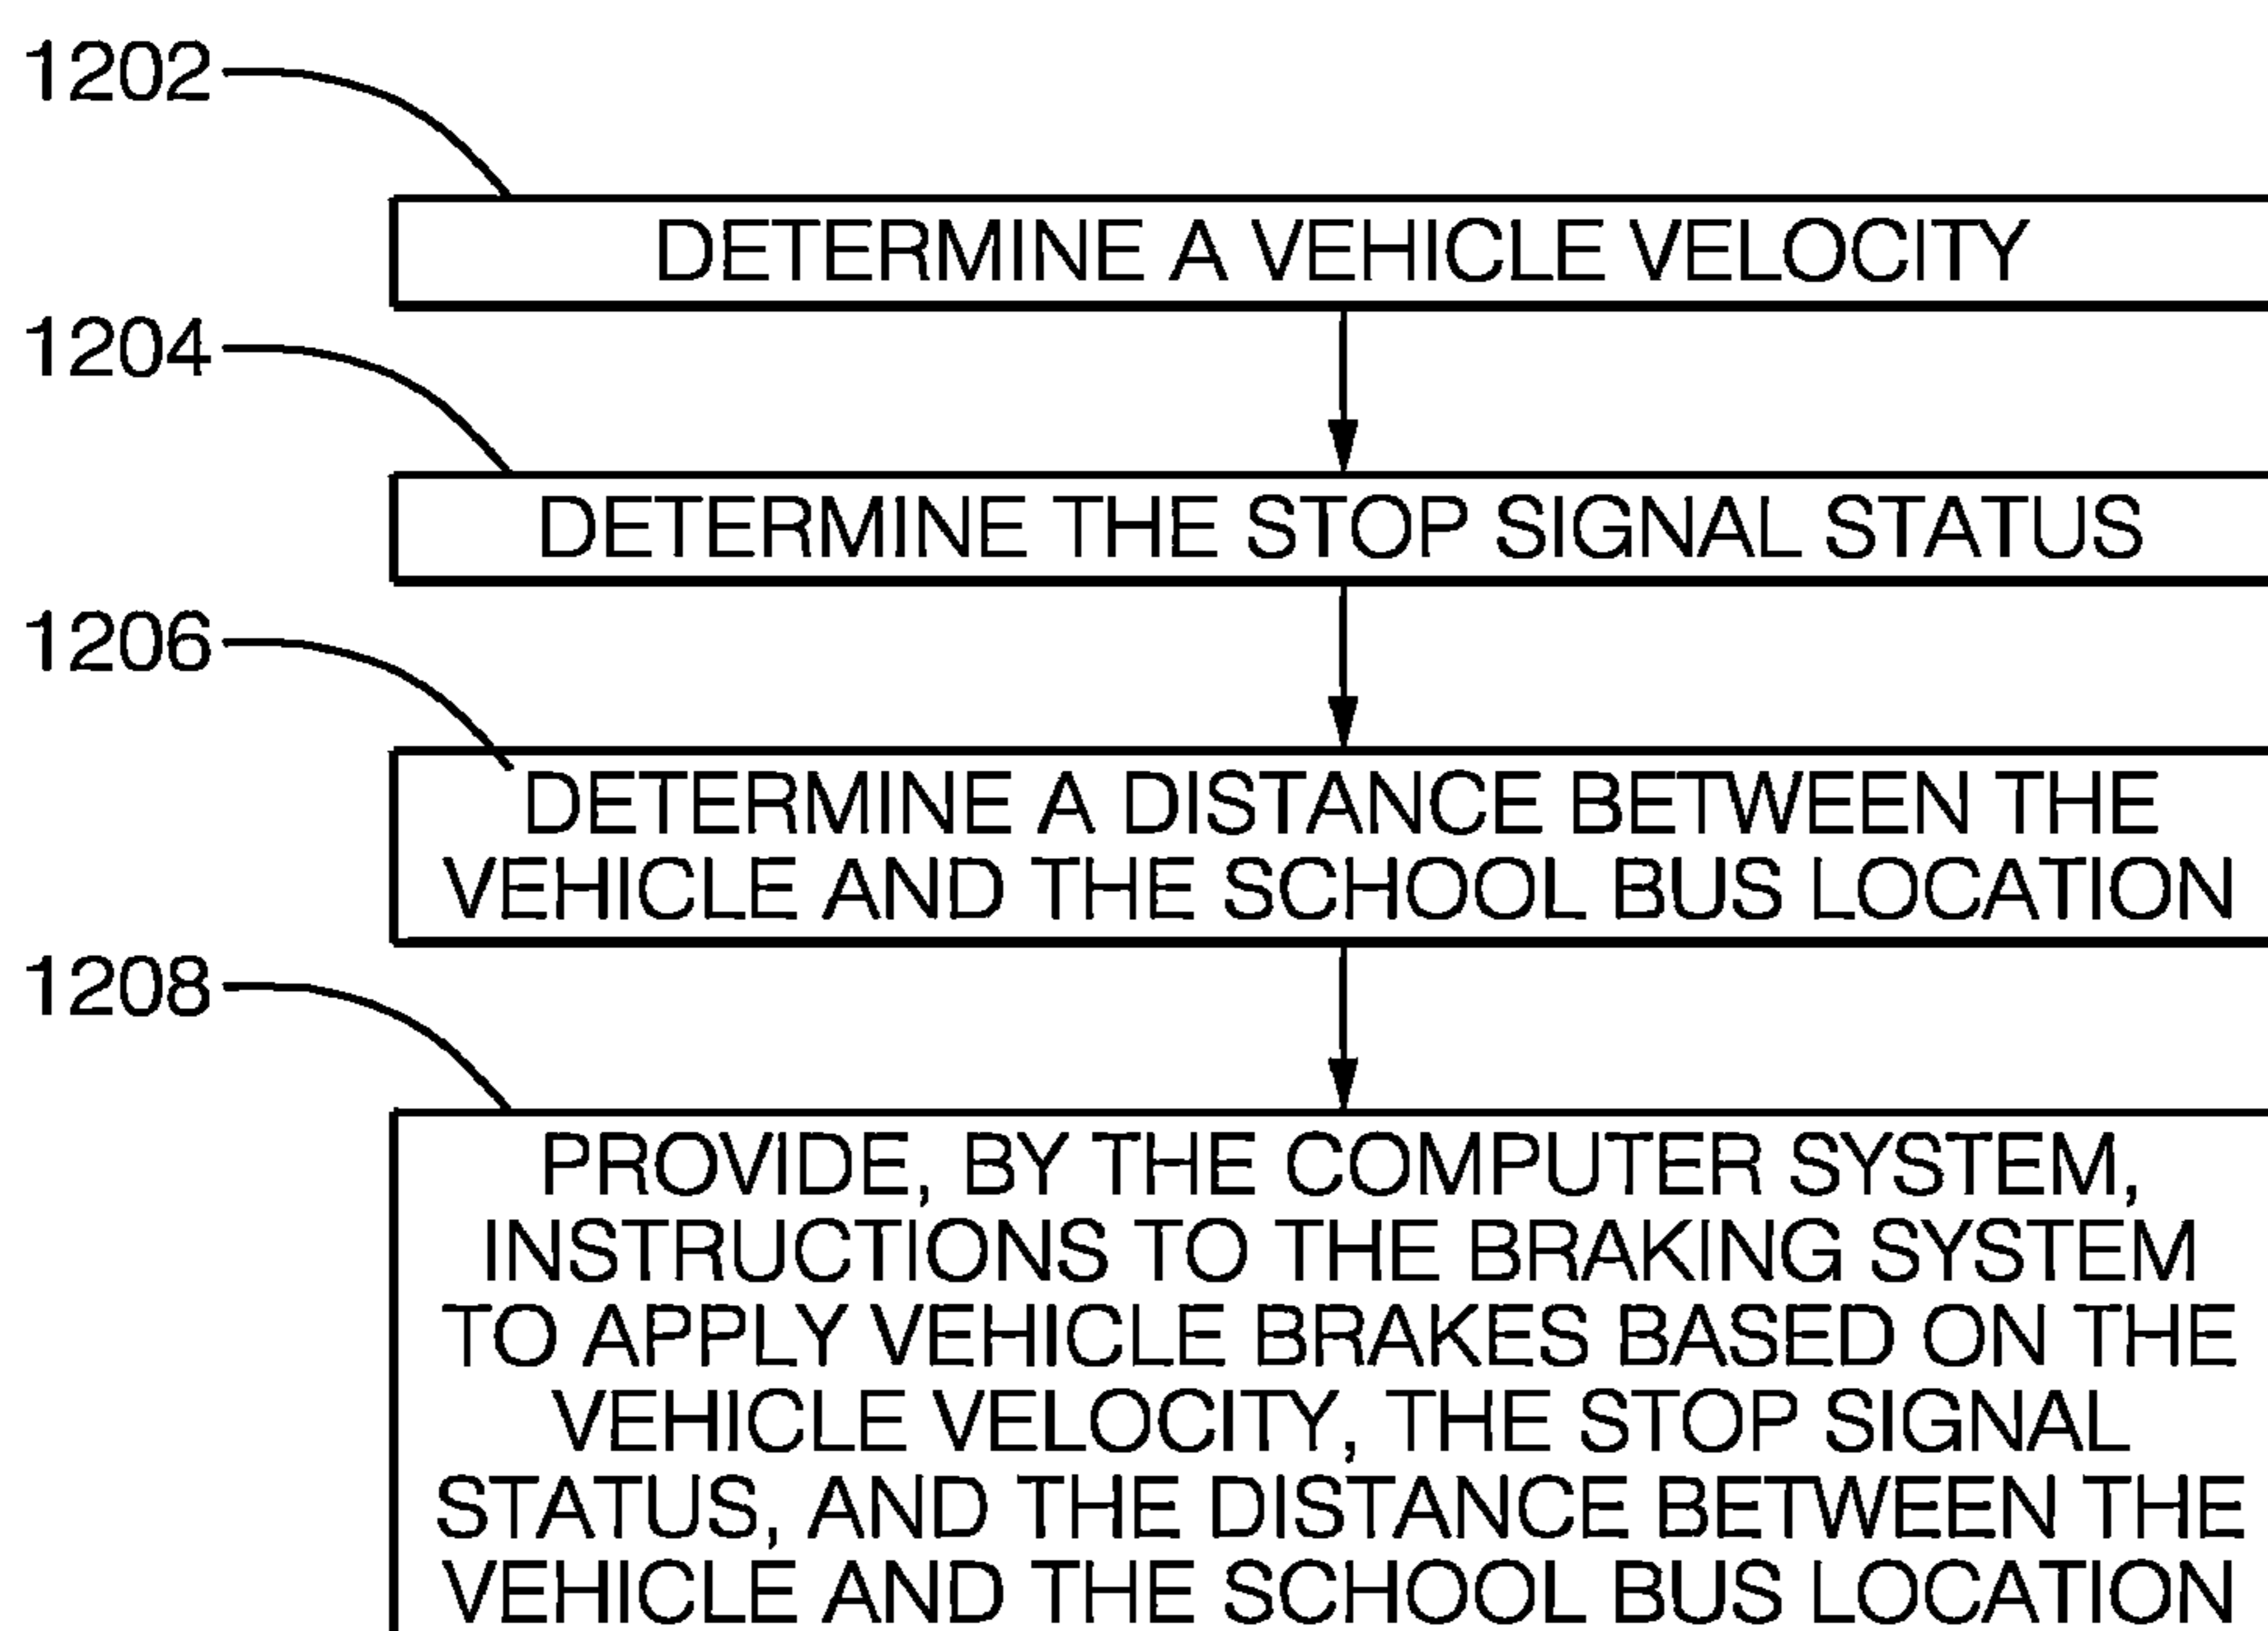 1202
DETERMINE A VEHICLE VELOCITY
1204
DETERMINE THE STOP SIGNAL STATUS
1206
DETERMINE A DISTANCE BETWEEN THE
VEHICLE AND THE SCHOOL BUS LOCATION
1208
PROVIDE, BY THE COMPUTER SYSTEM,
INSTRUCTIONS TO THE BRAKING SYSTEM
TO APPLY VEHICLE BRAKES BASED ON THE
VEHICLE VELOCITY, THE STOP SIGNAL
STATUS, AND THE DISTANCE BETWEEN THE
VEHICLE AND THE SCHOOL BUS LOCATION